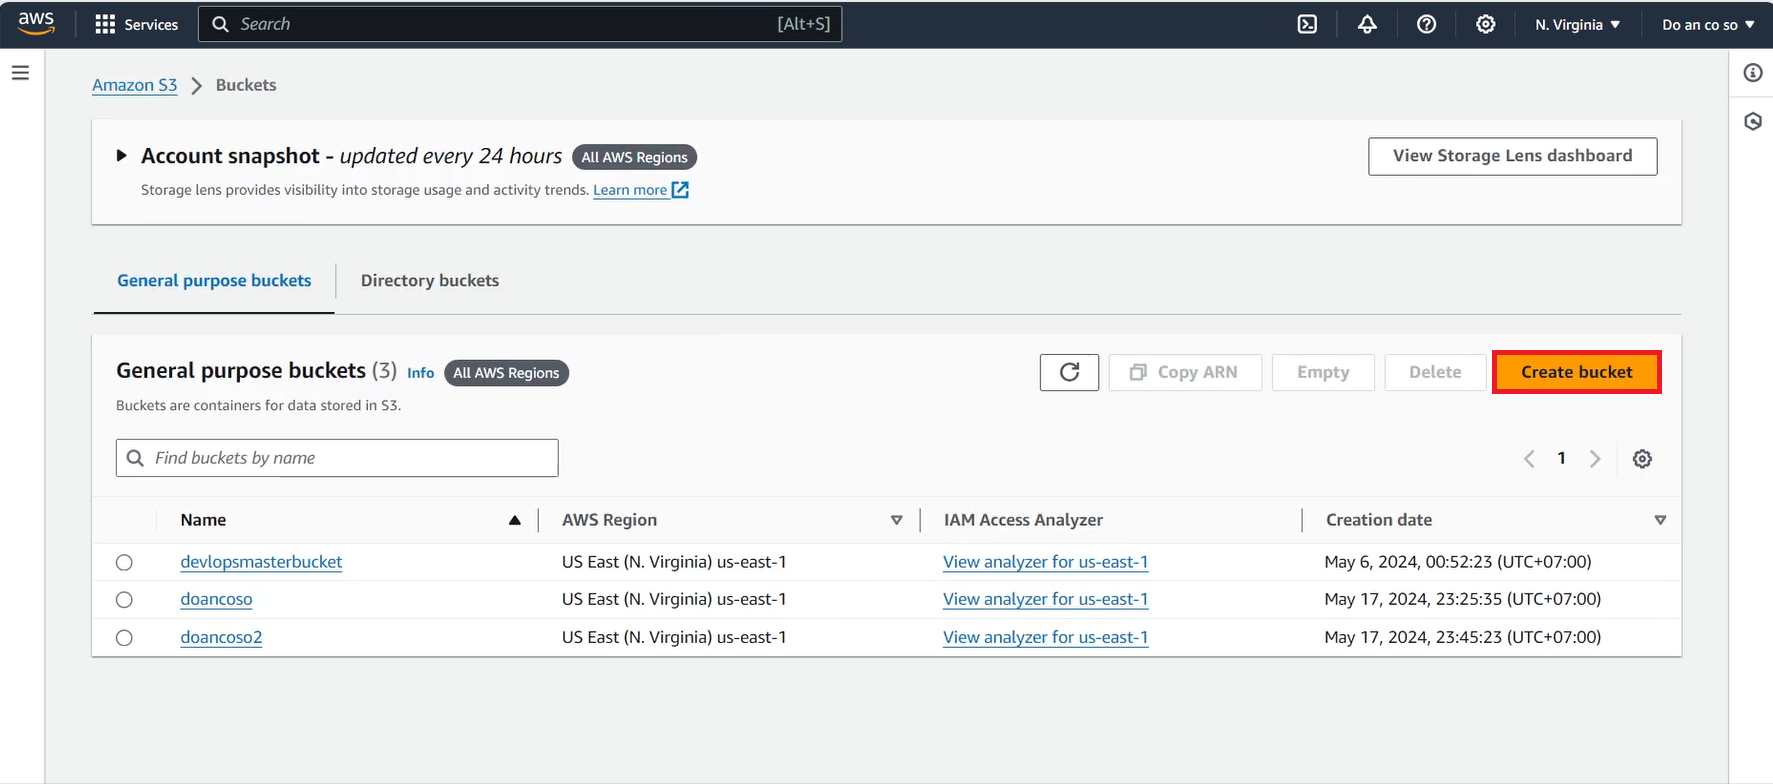 aws Services Search [Alt+S] N. Virginia Do an co so
Amazon S3 Buckets
Account snapshot - updated every 24 hours All AWS Regions View Storage Lens dashboard
Storage lens provides visibility into storage usage and activity trends. Learn more
General purpose buckets Directory buckets
General purpose buckets (3) Info All AWS Regions Copy ARN Empty Delete Create bucket
Buckets are containers for data stored in S3.
Find buckets by name 1
Name AWS Region IAM Access Analyzer Creation date
devlopsmasterbucket US East (N. Virginia) us-east-1 View analyzer for us-east-1 May 6, 2024, 00:52:23 (UTC+07:00)
doancoso US East (N. Virginia) us-east-1 View analyzer for us-east-1 May 17, 2024, 23:25:35 (UTC+07:00)
doancoso2 US East (N. Virginia) us-east-1 View analyzer for us-east-1 May 17, 2024, 23:45:23 (UTC+07:00)